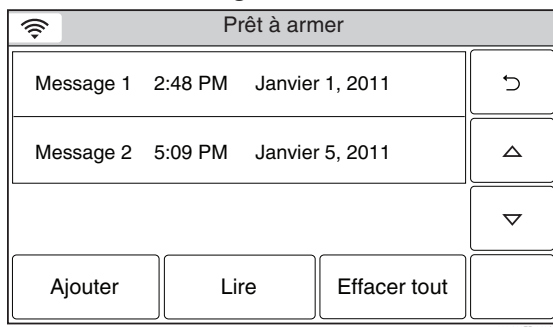 Prêt à armer
Message 1 2:48 PM Janvier 1, 2011
Message 2 5:09 PM Janvier 5, 2011
Ajouter Lire Effacer tout